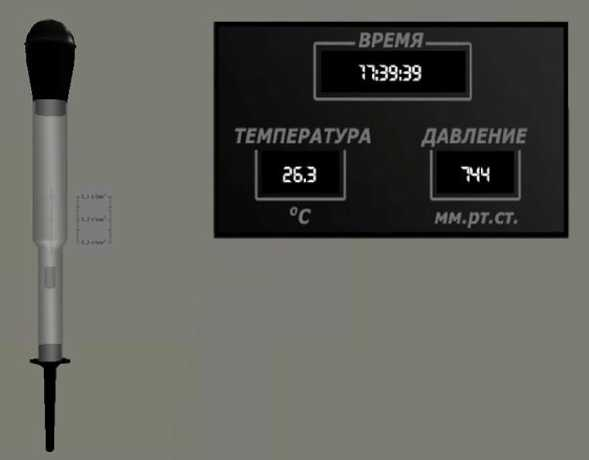 ВРЕМЯ
17:39:39
ТЕМПЕРАТУРА
ДАВЛЕНИЕ
26.3
744
°C
мм.рт.ст.